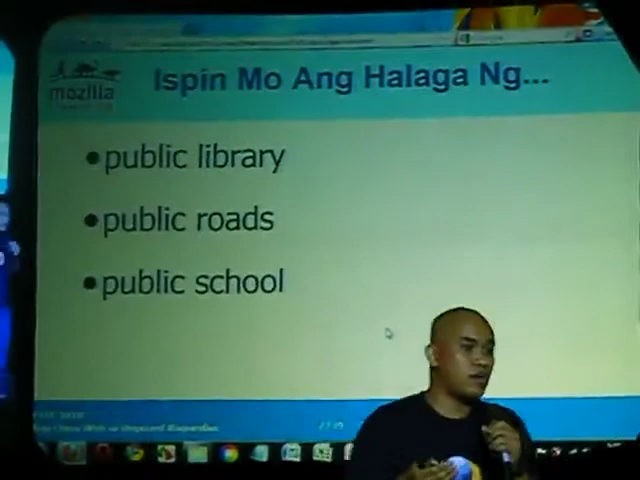 mozilla
Ispin Mo Ang Halaga Ng...
•public library
•public roads
•public school